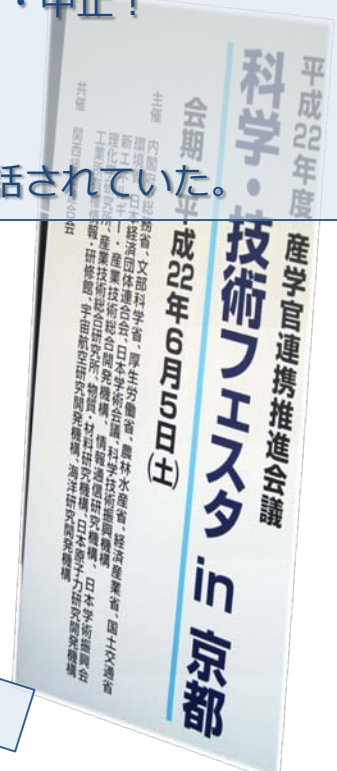 ・中止！
話されていた。
平成22年度 産学官連携推進会議
科学・技術フェスタ in 京都
会期 平成22年6月5日(土)
主催 内閣府、総務省、文部科学省、厚生労働省、農林水産省、経済産業省、国土交通省
環境省、日本経済団体連合会、日本学術会議、科学技術振興機構
新エネルギー・産業技術総合開発機構、情報通信研究機構、日本学術振興会
理化学研究所、産業技術総合研究所、物質・材料研究機構、日本原子力研究開発機構
工業所有権情報・研修館、宇宙航空研究開発機構、海洋研究開発機構
共催 関西経済連合会